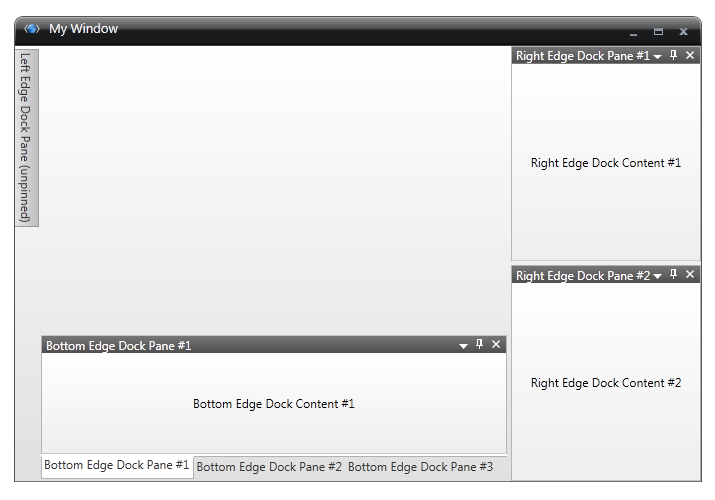 My Window
Left Edge Dock Pane (unpinned)
Right Edge Dock Pane #1
Right Edge Dock Content #1
Right Edge Dock Pane #2
Right Edge Dock Content #2
Bottom Edge Dock Pane #1
Bottom Edge Dock Content #1
Bottom Edge Dock Pane #1 Bottom Edge Dock Pane #2 Bottom Edge Dock Pane #3